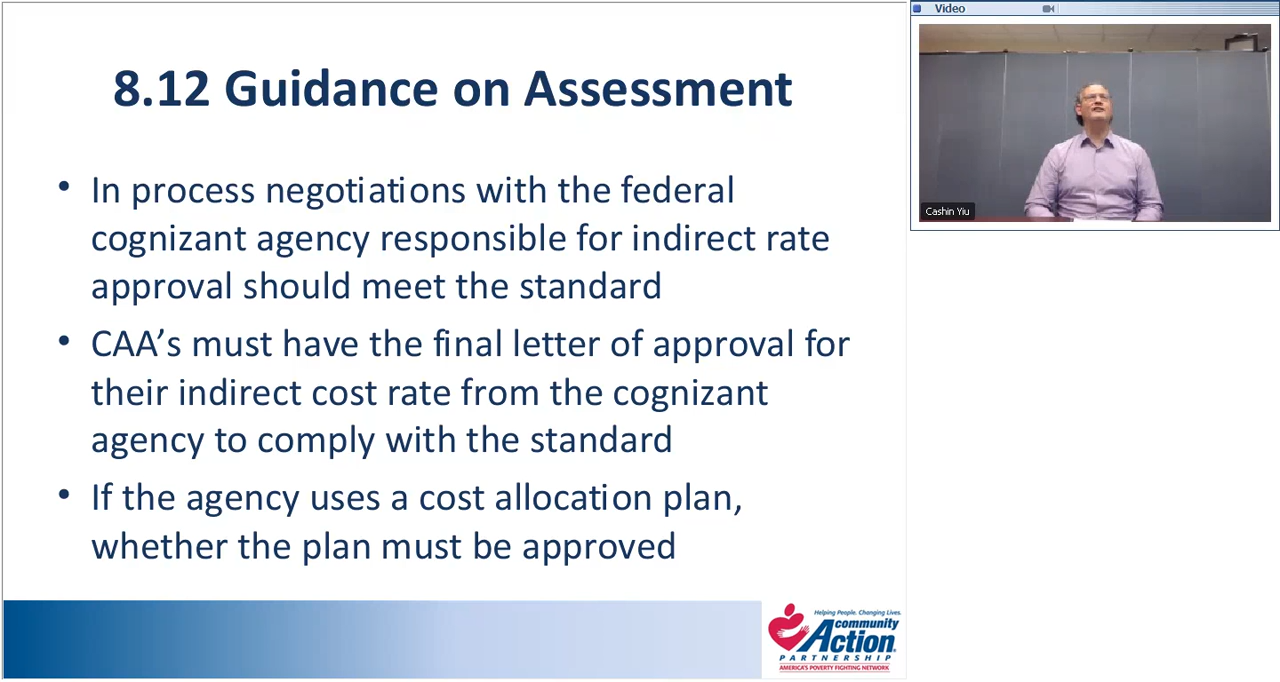 8.12 Guidance on Assessment
• In process negotiations with the federal
cognizant agency responsible for indirect rate
approval should meet the standard
• CAA’s must have the final letter of approval for
their indirect cost rate from the cognizant
agency to comply with the standard
• If the agency uses a cost allocation plan,
whether the plan must be approved
Helping People. Changing Lives.
community
Action
PARTNERSHIP
AMERICA'S POVERTY FIGHTING NETWORK
Video
Cashin Yiu